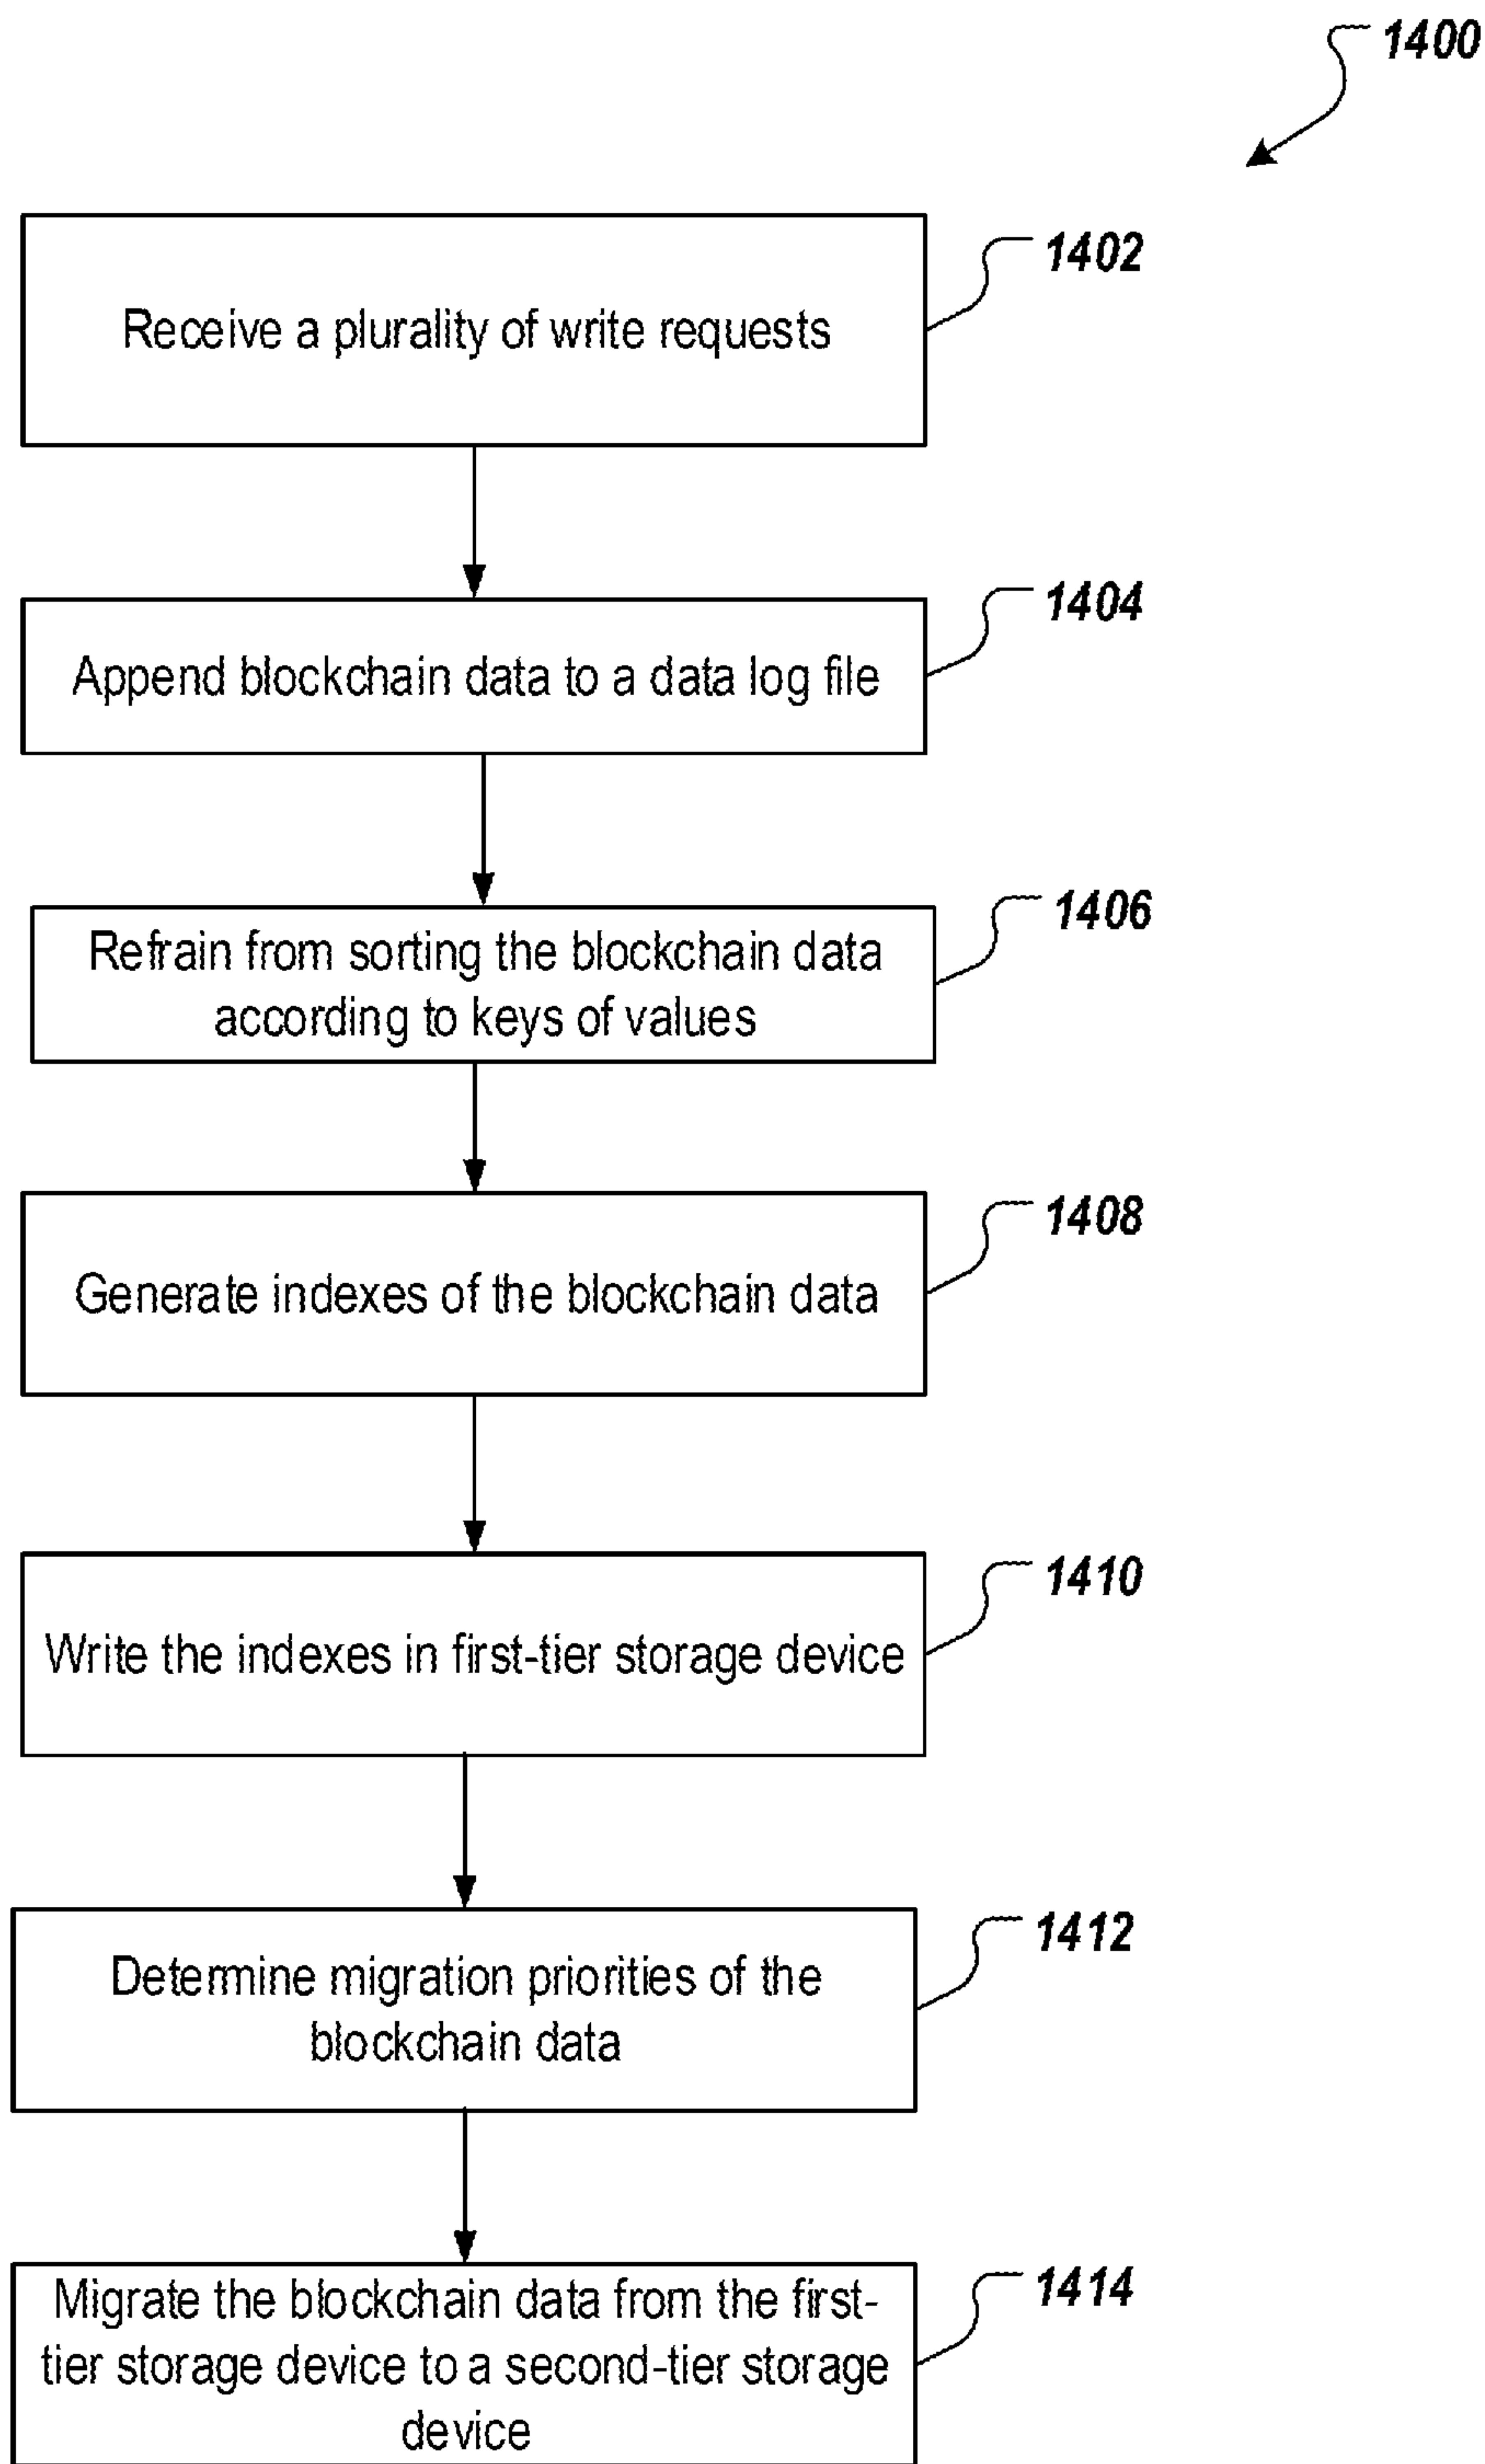 1400
1402
Receive a plurality of write requests
1404
Append blockchain data to a data log file
1406
Refrain from sorting the blockchain data
according to keys of values
1408
Generate indexes of the blockchain data
1410
Write the indexes in first-tier storage device
1412
Determine migration priorities of the
blockchain data
1414
Migrate the blockchain data from the first-
tier storage device to a second-tier storage
device